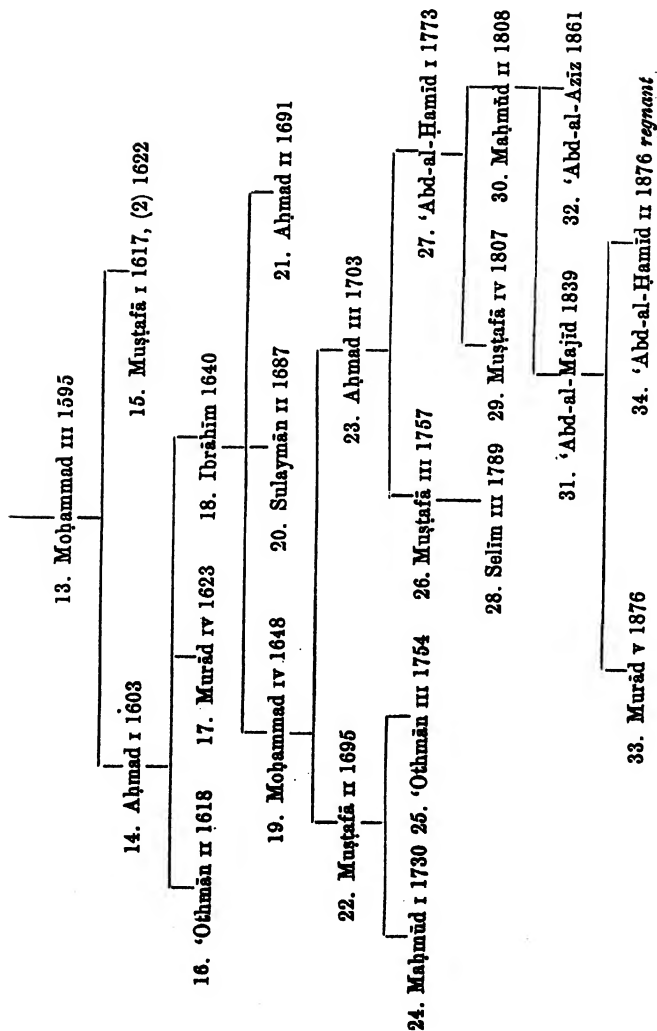 13. Moḥammad III 1595
14. Aḥmad I 1603 15. Muṣṭafā I 1617, (2) 1622
16. ‘Othmān II 1618 17. Murād IV 1623 18. Ibrāhīm 1640
19. Moḥammad IV 1648 20. Sulaymān II 1687 21. Aḥmad II 1691
22. Muṣṭafā II 1695 23. Aḥmad III 1703
24. Maḥmūd I 1730 25. ‘Othmān III 1754 26. Muṣṭafā III 1757 27. ‘Abd-al-Ḥamīd I 1773
28. Selīm III 1789 29. Muṣṭafā IV 1807 30. Maḥmūd II 1808
31. ‘Abd-al-Majīd 1839 32. ‘Abd-al-Azīz 1861
33. Murād V 1876 34. ‘Abd-al-Ḥamīd II 1876 regnant